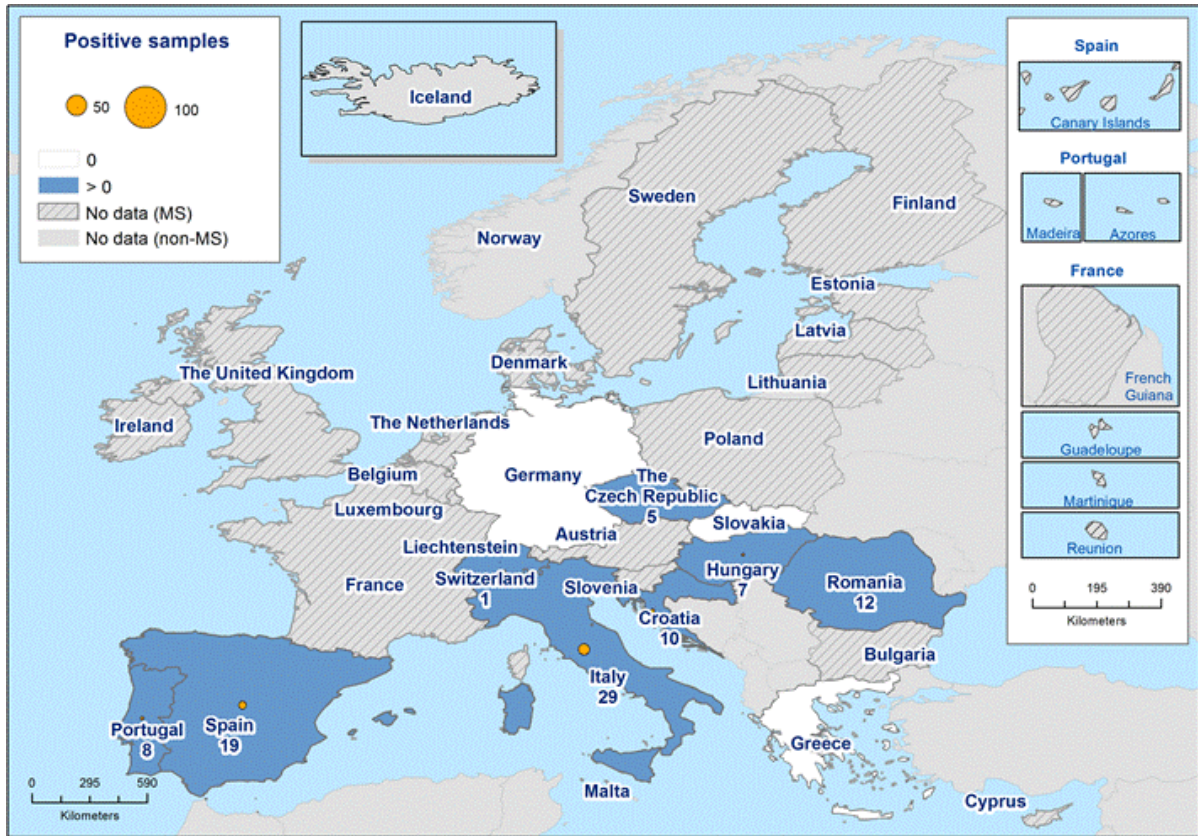 Positive samples
50
100
0
> 0
No data (MS)
No data (non-MS)
Iceland
Sweden
Finland
Norway
Estonia
Latvia
Denmark
Lithuania
The United Kingdom
Ireland
The Netherlands
Poland
Belgium
Germany
The
Czech Republic
5
Luxembourg
Slovakia
Austria
Liechtenstein
Switzerland
1
France
Slovenia
Hungary
7
Romania
12
Croatia
10
Bulgaria
Italy
29
Portugal
8
Spain
19
Greece
Malta
Cyprus
0 295 590
Kilometers
Spain
Canary Islands
Portugal
Madeira
Azores
France
French
Guiana
Guadeloupe
Martinique
Reunion
0 195 390
Kilometers